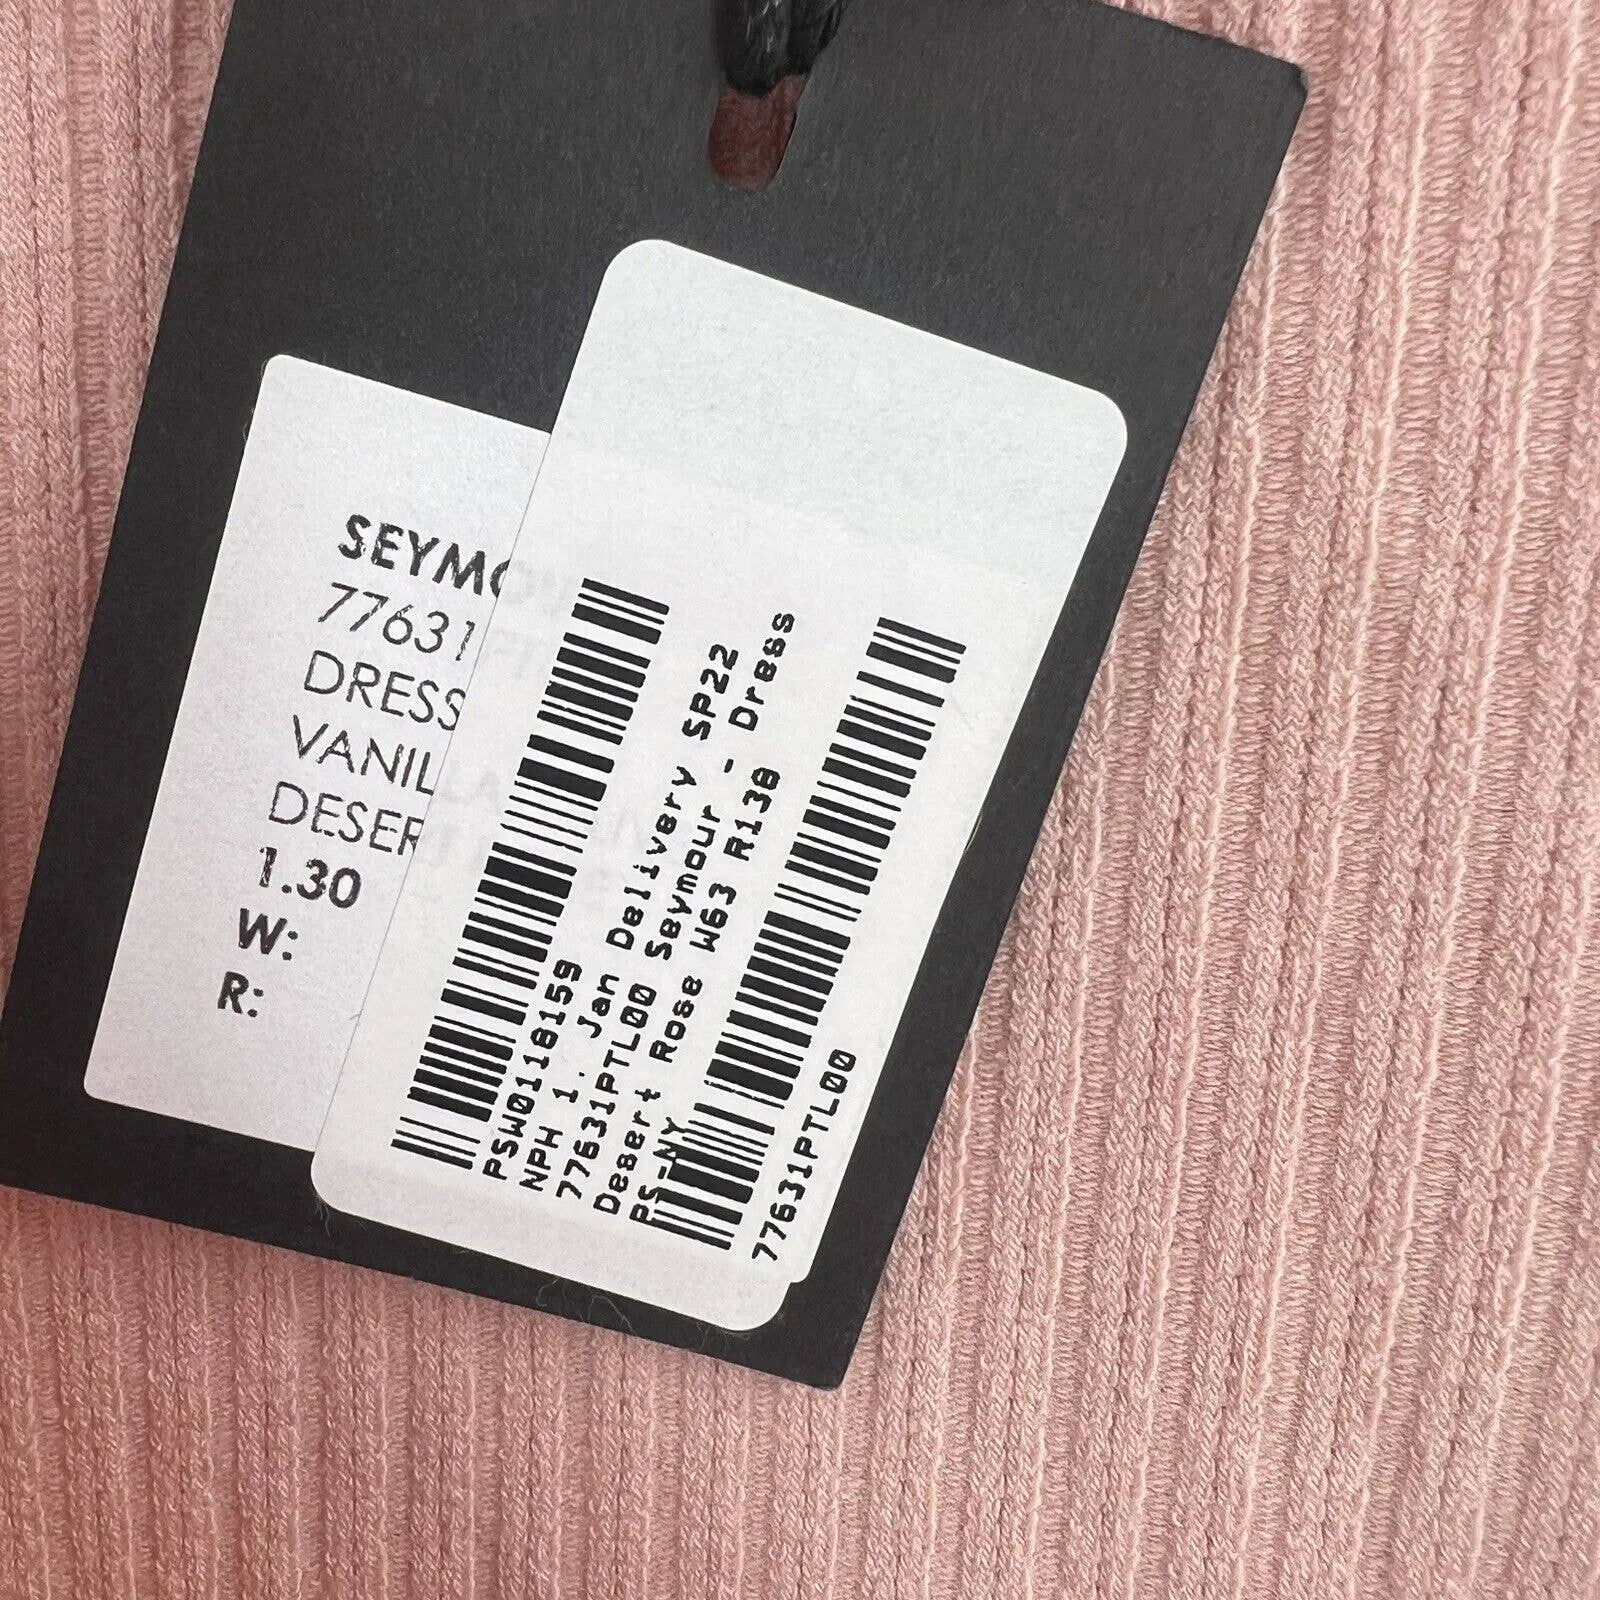 SEYMO
77631
DRESS
VANIL
DESER
1.30
W:
R:
PSW0118159
NPH 1. Jan Delivery SP22
77631PTL00 Seymour - Dress
Desert Rose W63 R138
PS-NY
77631PTL00